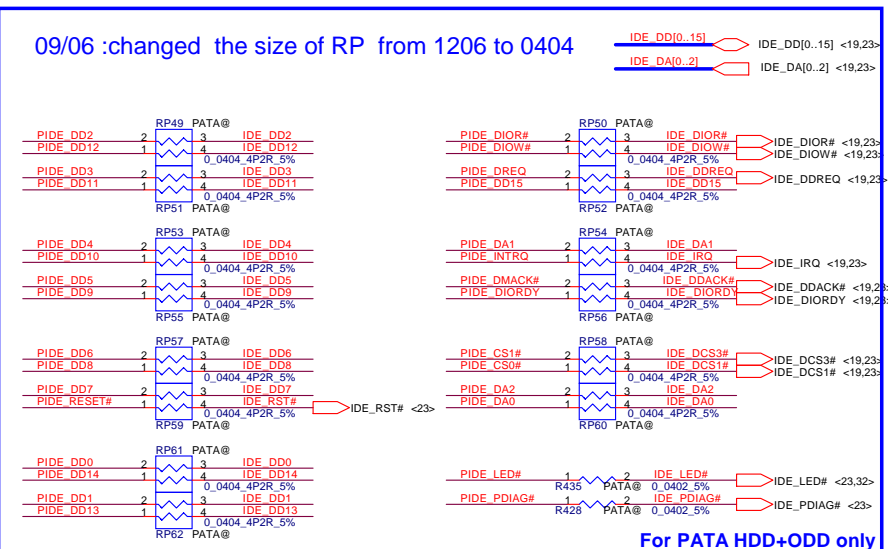 09/06 :changed the size of RP from 1206 to 0404
IDE_DD[0..15] IDE_DD[0..15] <19,23>
IDE_DA[0..2] IDE_DA[0..2] <19,23>
RP49 PATA@
PIDE_DD2 2 3 IDE_DD2
PIDE_DD12 1 4 IDE_DD12
0_0404_4P2R_5%
PIDE_DD3 2 3 IDE_DD3
PIDE_DD11 1 4 IDE_DD11
0_0404_4P2R_5%
RP51 PATA@
RP53 PATA@
PIDE_DD4 2 3 IDE_DD4
PIDE_DD10 1 4 IDE_DD10
0_0404_4P2R_5%
PIDE_DD5 2 3 IDE_DD5
PIDE_DD9 1 4 IDE_DD9
0_0404_4P2R_5%
RP55 PATA@
RP57 PATA@
PIDE_DD6 2 3 IDE_DD6
PIDE_DD8 1 4 IDE_DD8
0_0404_4P2R_5%
PIDE_DD7 2 3 IDE_DD7
PIDE_RESET# 1 4 IDE_RST# IDE_RST# <23>
0_0404_4P2R_5%
RP59 PATA@
RP61 PATA@
PIDE_DD0 2 3 IDE_DD0
PIDE_DD14 1 4 IDE_DD14
0_0404_4P2R_5%
PIDE_DD1 2 3 IDE_DD1
PIDE_DD13 1 4 IDE_DD13
0_0404_4P2R_5%
RP62 PATA@
RP50 PATA@
PIDE_DIOR# 2 3 IDE_DIOR# IDE_DIOR# <19,23>
PIDE_DIOW# 1 4 IDE_DIOW# IDE_DIOW# <19,23>
0_0404_4P2R_5%
PIDE_DREQ 2 3 IDE_DDREQ IDE_DDREQ <19,23>
PIDE_DD15 1 4 IDE_DD15
0_0404_4P2R_5%
RP52 PATA@
RP54 PATA@
PIDE_DA1 2 3 IDE_DA1
PIDE_INTRQ 1 4 IDE_IRQ IDE_IRQ <19,23>
0_0404_4P2R_5%
PIDE_DMACK# 2 3 IDE_DDACK# IDE_DDACK# <19,23>
PIDE_DIORDY 1 4 IDE_DIORDY IDE_DIORDY <19,23>
0_0404_4P2R_5%
RP56 PATA@
RP58 PATA@
PIDE_CS1# 2 3 IDE_DCS3# IDE_DCS3# <19,23>
PIDE_CS0# 1 4 IDE_DCS1# IDE_DCS1# <19,23>
0_0404_4P2R_5%
PIDE_DA2 2 3 IDE_DA2
PIDE_DA0 1 4 IDE_DA0
0_0404_4P2R_5%
RP60 PATA@
PIDE_LED# 1 2 IDE_LED# IDE_LED# <23,32>
R435 PATA@ 0_0402_5%
PIDE_PDIAG# 1 2 IDE_PDIAG# IDE_PDIAG# <23>
R428 PATA@ 0_0402_5%
For PATA HDD+ODD only